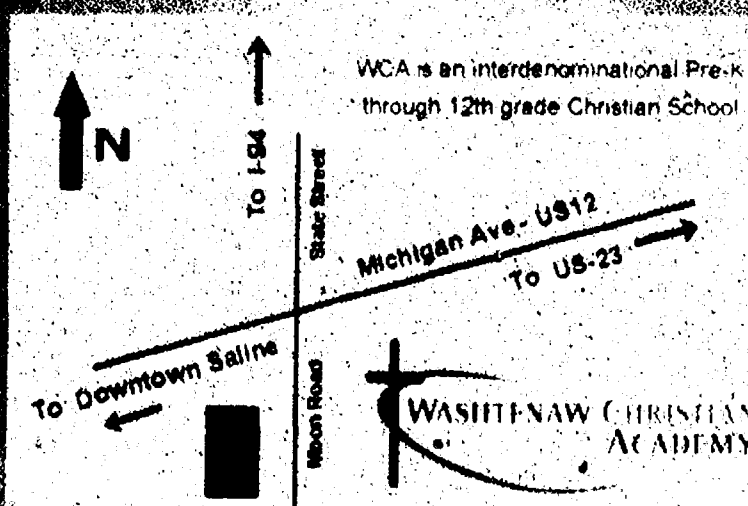 WCA is an interdenominational Pre-K
through 12th grade Christian School
N
To I-94
State Street
Michigan Ave - US12
To US-23
To Downtown Saline
Moon Road
WASHTENAW CHRISTIAN
ACADEMY